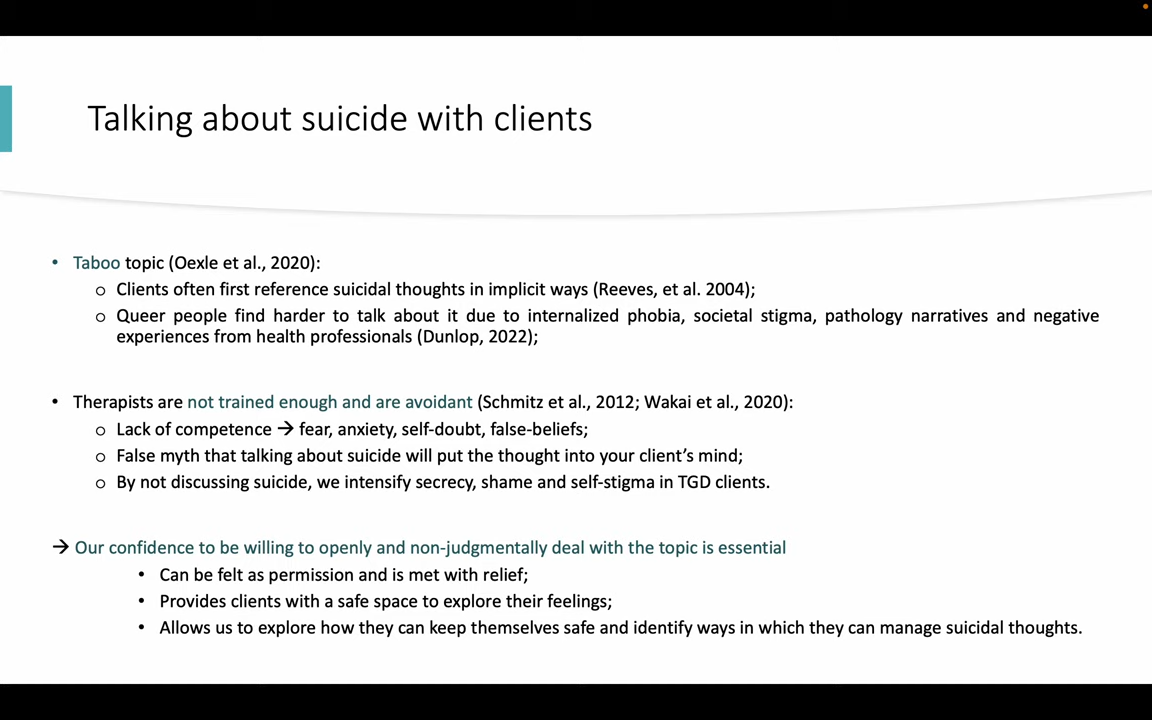 Talking about suicide with clients
• Taboo topic (Oexle et al., 2020):
o Clients often first reference suicidal thoughts in implicit ways (Reeves, et al. 2004);
o Queer people find harder to talk about it due to internalized phobia, societal stigma, pathology narratives and negative
experiences from health professionals (Dunlop, 2022);
• Therapists are not trained enough and are avoidant (Schmitz et al., 2012; Wakai et al., 2020):
o Lack of competence → fear, anxiety, self-doubt, false-beliefs;
o False myth that talking about suicide will put the thought into your client’s mind;
o By not discussing suicide, we intensify secrecy, shame and self-stigma in TGD clients.
→ Our confidence to be willing to openly and non-judgmentally deal with the topic is essential
• Can be felt as permission and is met with relief;
• Provides clients with a safe space to explore their feelings;
• Allows us to explore how they can keep themselves safe and identify ways in which they can manage suicidal thoughts.